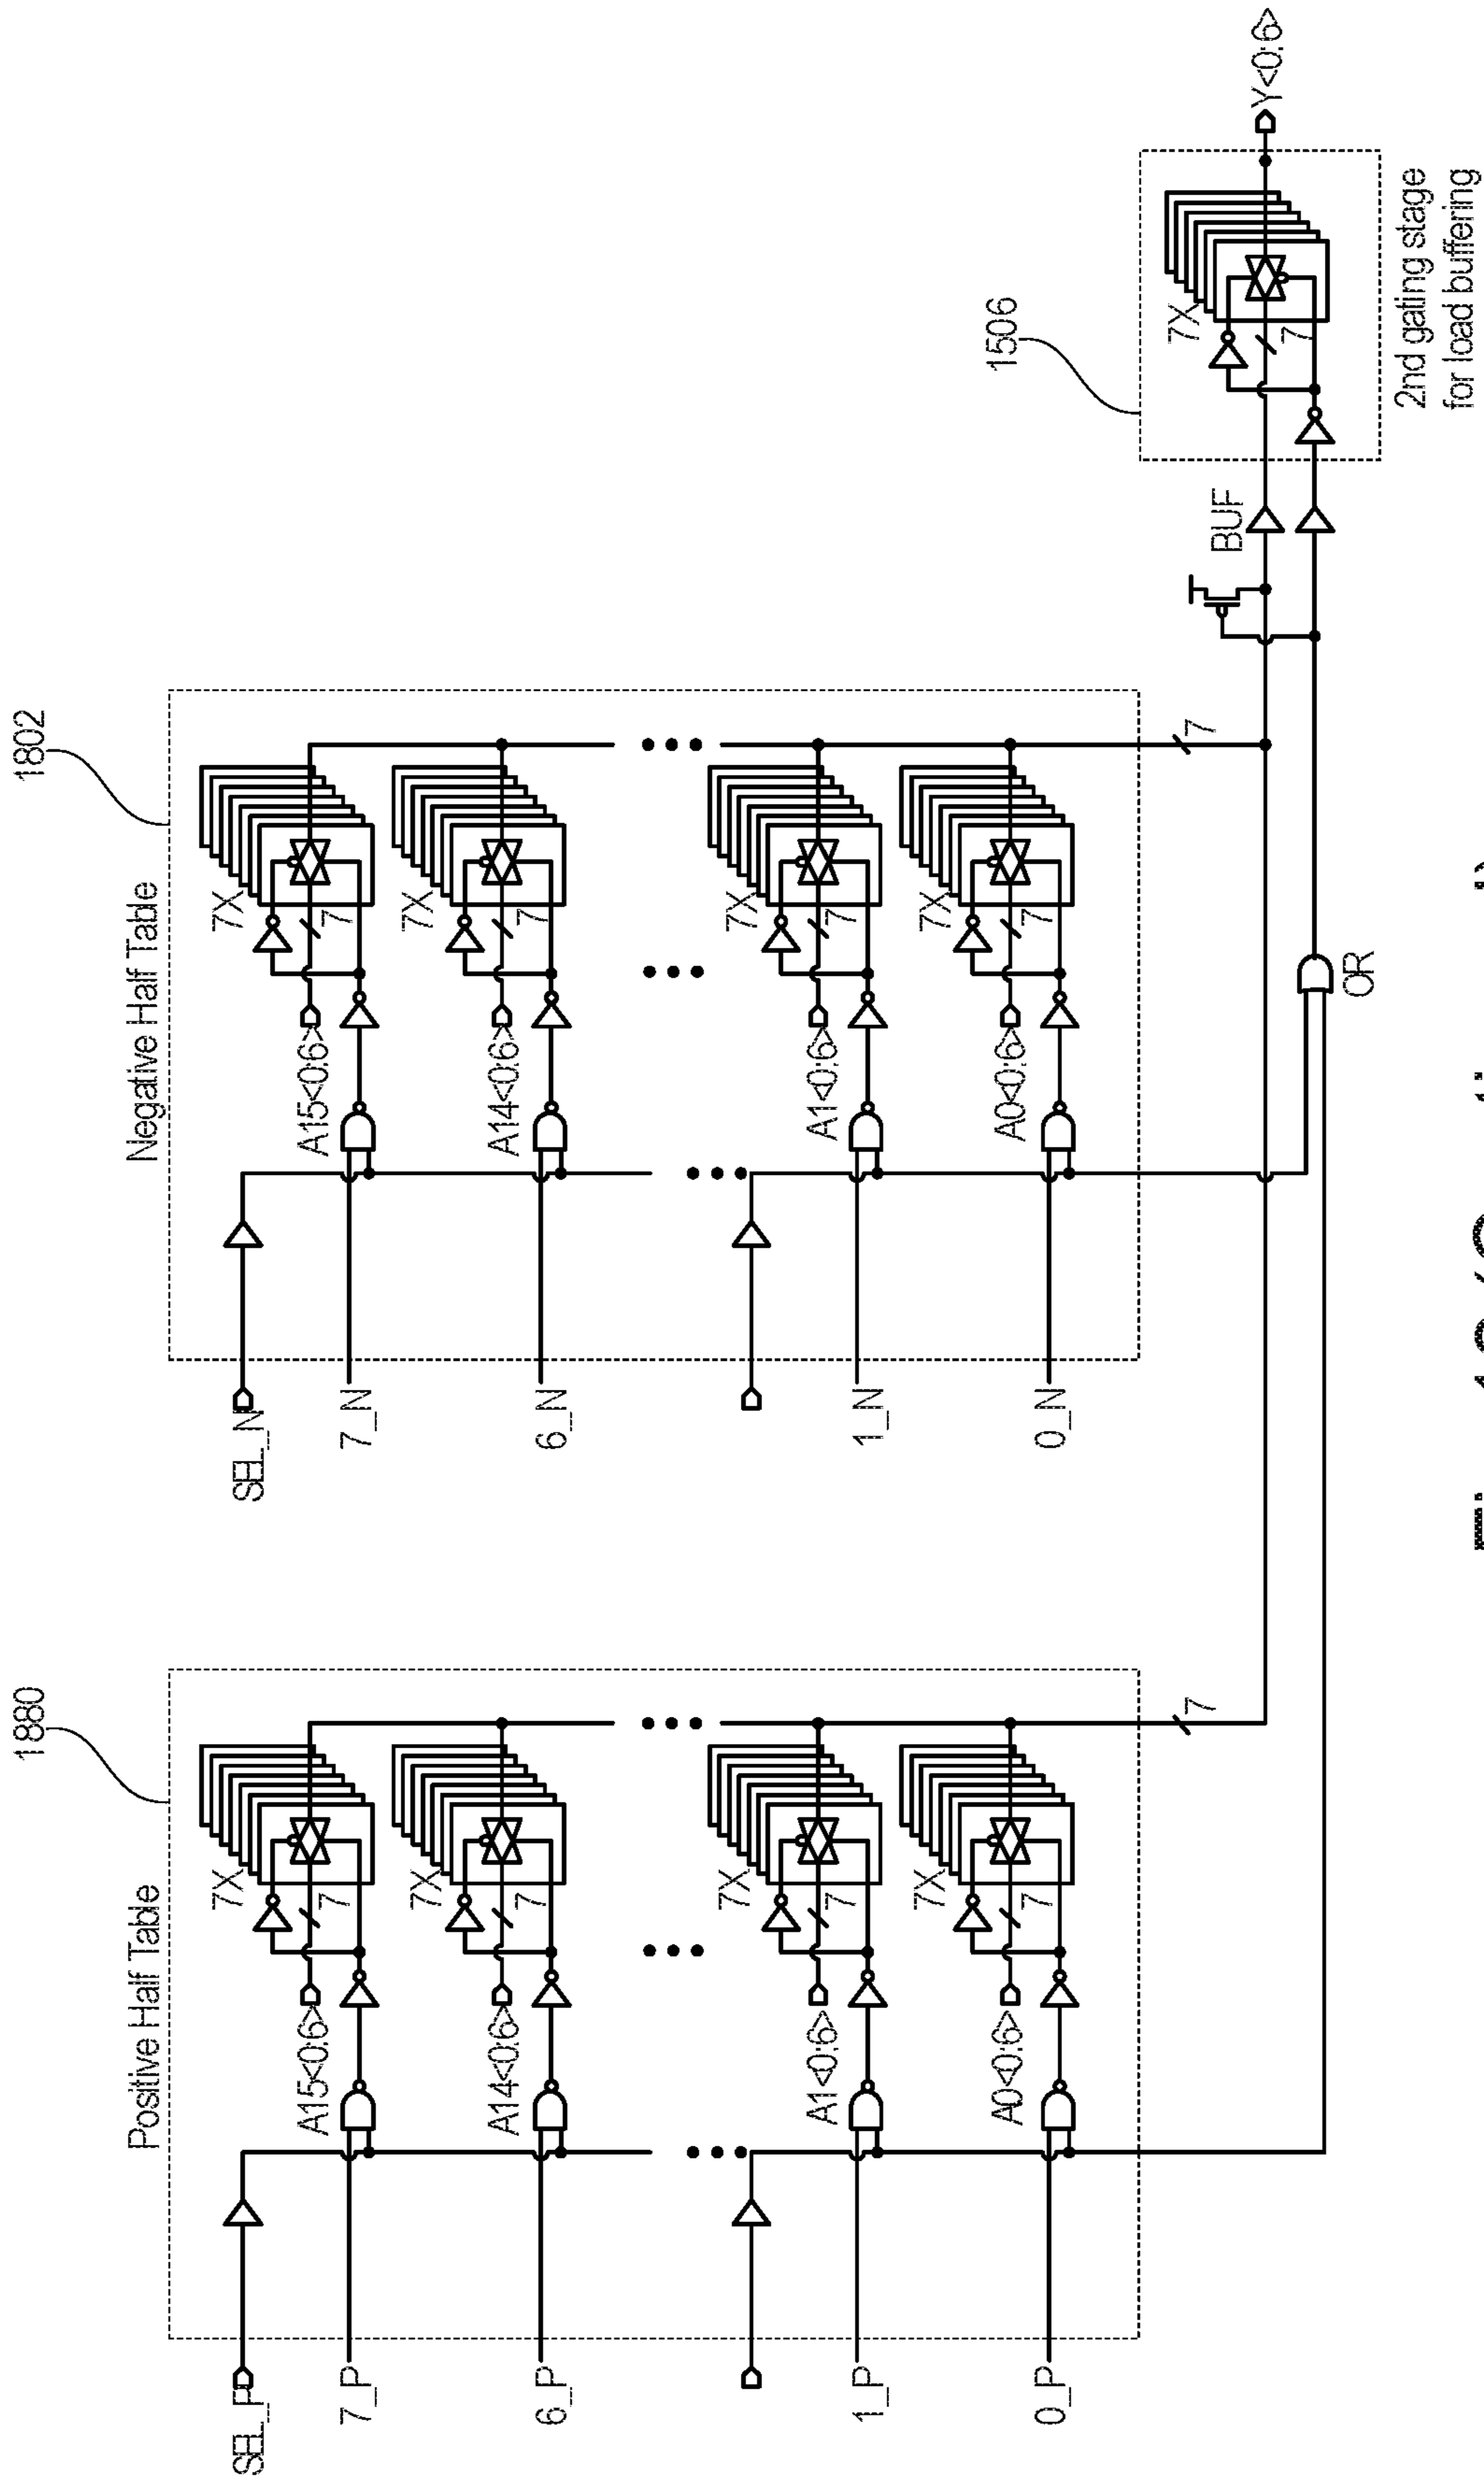 1880
Positive Half Table
SEL_P
7_P
A15<0:6>
7X
7
6_P
A14<0:6>
7X
7
1_P
A1<0:6>
7X
7
0_P
A0<0:6>
7X
7
7
1802
Negative Half Table
SEL_N
7_N
A15<0:6>
7X
7
6_N
A14<0:6>
7X
7
1_N
A1<0:6>
7X
7
0_N
A0<0:6>
7X
7
7
OR
BUF
1506
7X
7
Y<0:6>
2nd gating stage
for load buffering